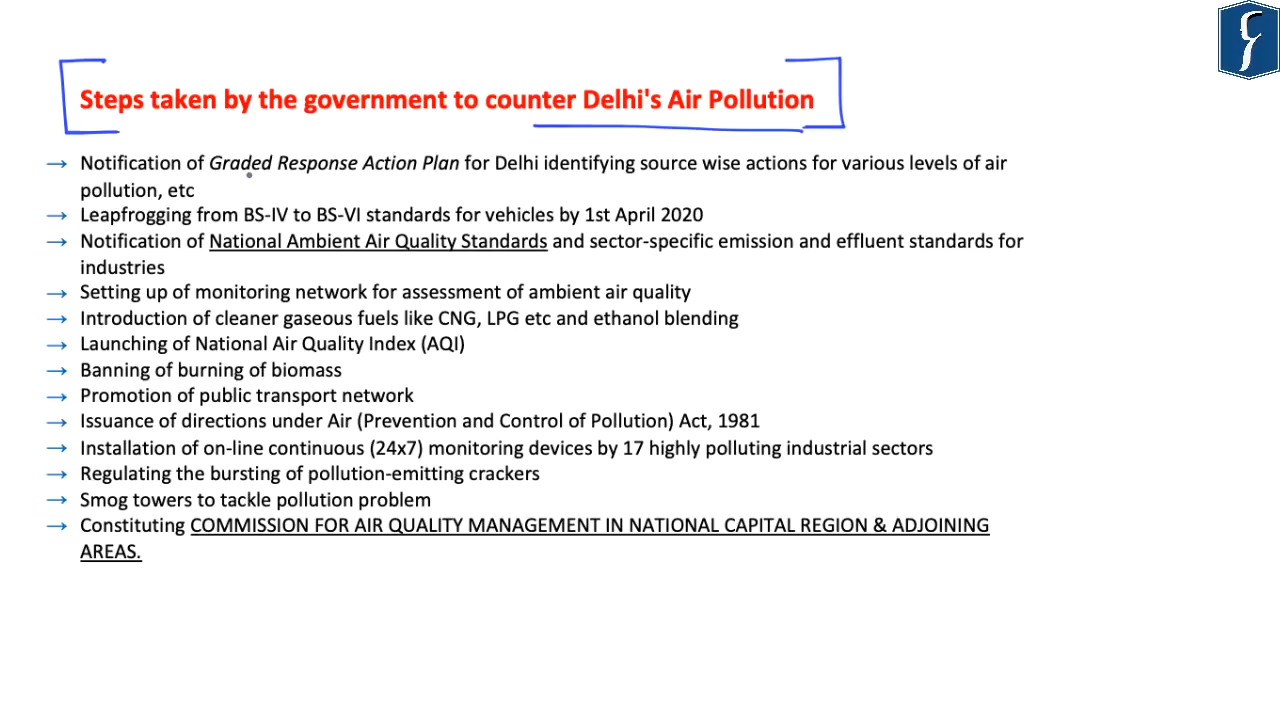 Steps taken by the government to counter Delhi's Air Pollution
→ Notification of Graded Response Action Plan for Delhi identifying source wise actions for various levels of air
pollution, etc
→ Leapfrogging from BS-IV to BS-VI standards for vehicles by 1st April 2020
→ Notification of National Ambient Air Quality Standards and sector-specific emission and effluent standards for
industries
→ Setting up of monitoring network for assessment of ambient air quality
→ Introduction of cleaner gaseous fuels like CNG, LPG etc and ethanol blending
→ Launching of National Air Quality Index (AQI)
→ Banning of burning of biomass
→ Promotion of public transport network
→ Issuance of directions under Air (Prevention and Control of Pollution) Act, 1981
→ Installation of on-line continuous (24x7) monitoring devices by 17 highly polluting industrial sectors
→ Regulating the bursting of pollution-emitting crackers
→ Smog towers to tackle pollution problem
→ Constituting COMMISSION FOR AIR QUALITY MANAGEMENT IN NATIONAL CAPITAL REGION & ADJOINING
AREAS.